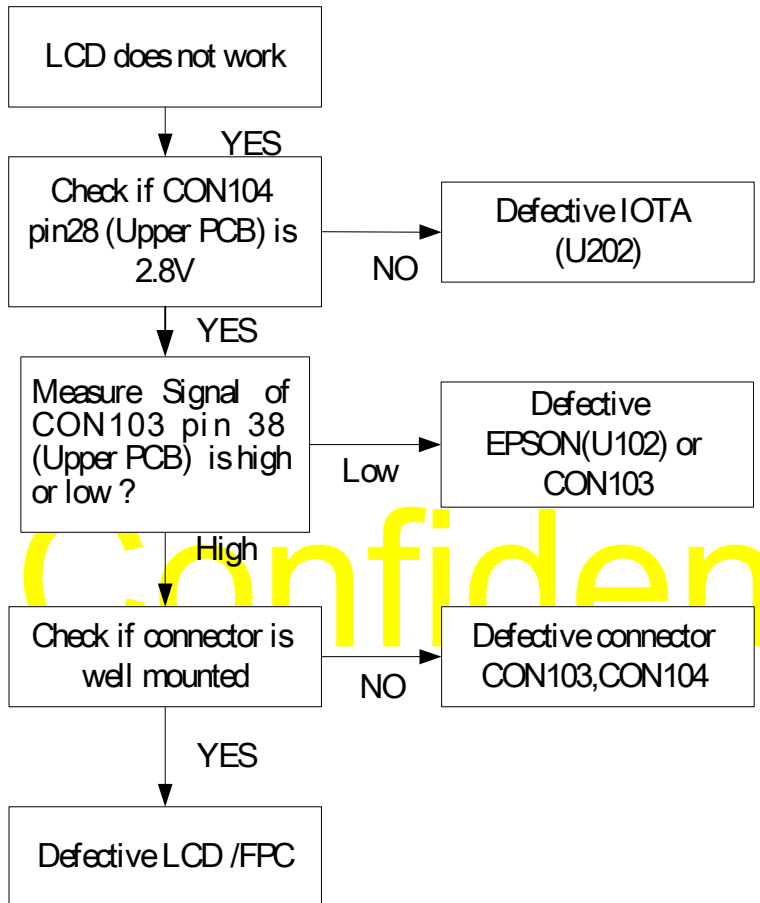 LCD does not work
YES
Check if CON104
pin28 (Upper PCB) is
2.8V
NO
Defective IOTA
(U202)
YES
Measure Signal of
CON103 pin 38
(Upper PCB) is high
or low ?
Low
Defective
EPSON(U102) or
CON103
High
Confiden
Check if connector is
well mounted
NO
Defective connector
CON103,CON104
YES
Defective LCD /FPC